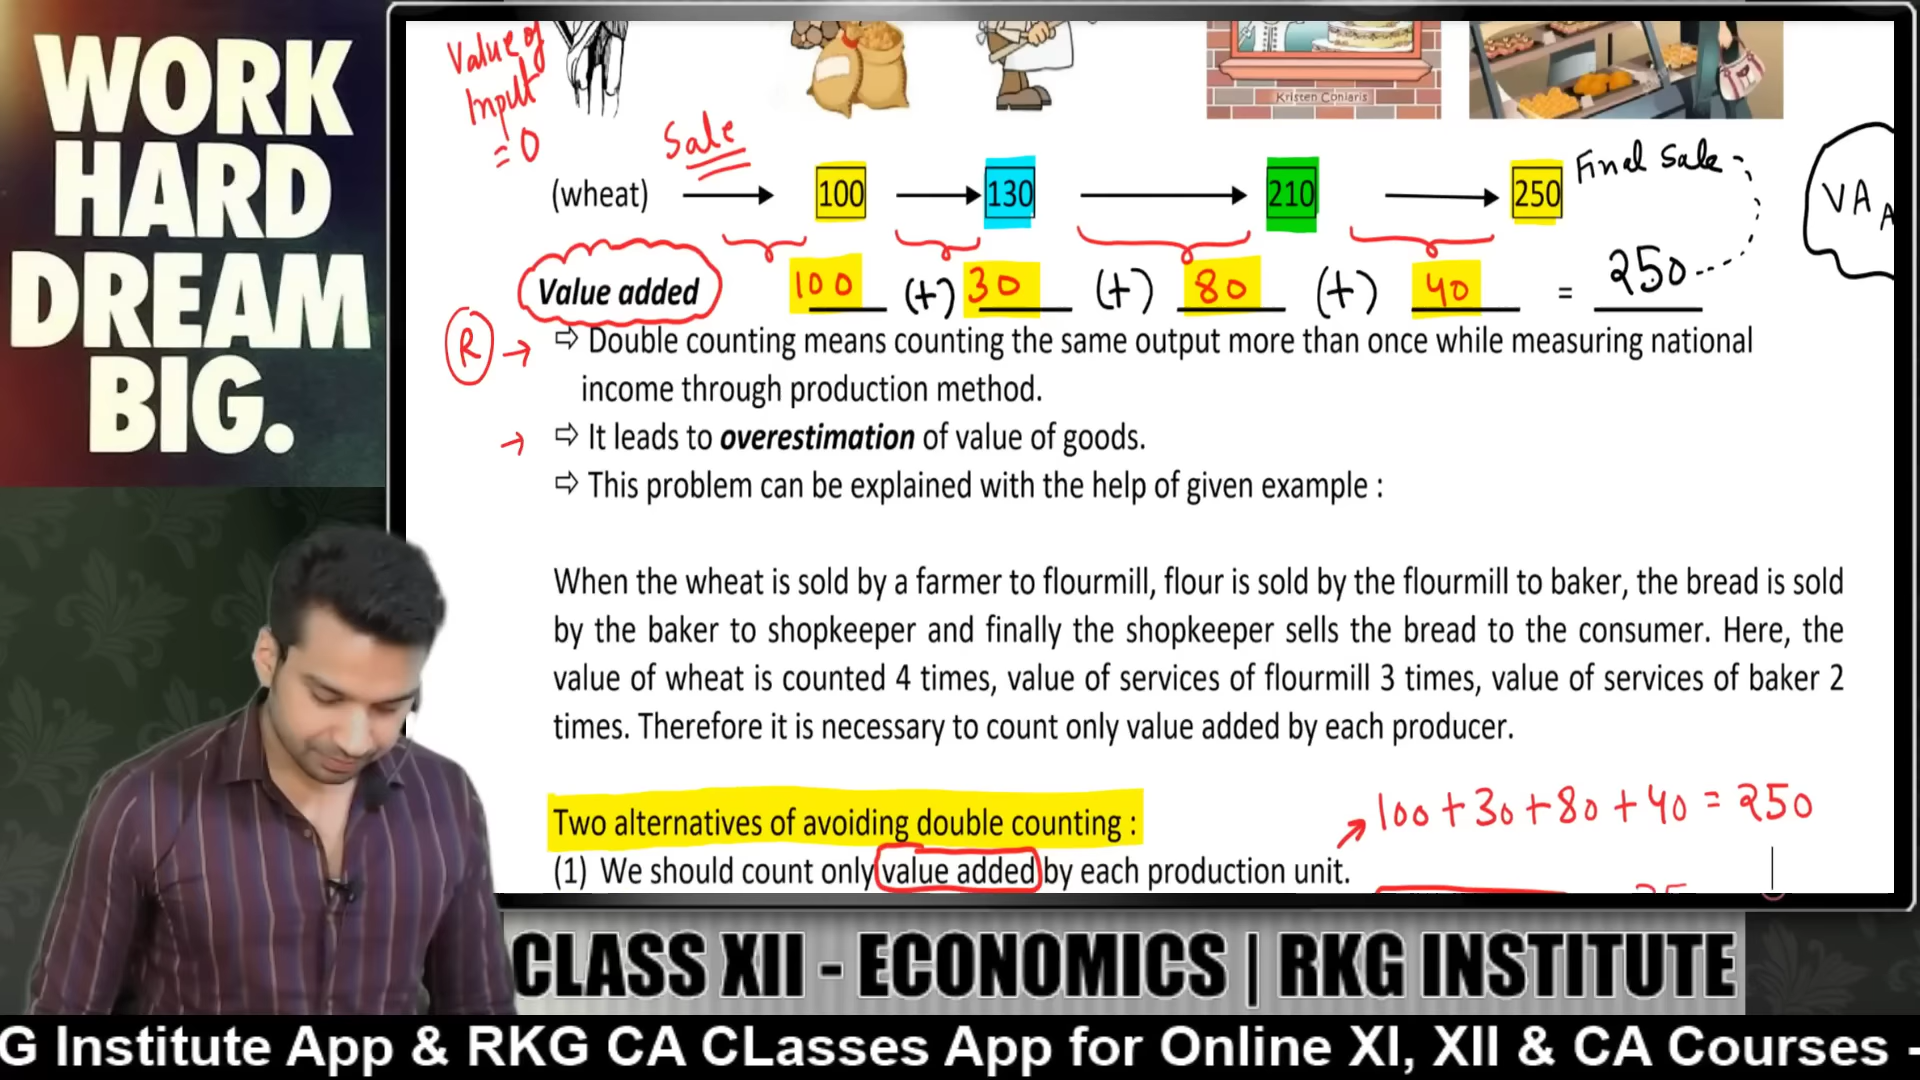 WORK
HARD
DREAM
BIG.
Value of
Input
= 0
Kristen Coniaris
Sale
Final Sale
(wheat) 100 130 210 250
VA
A
Value added 100 (+) 30 (+) 80 (+) 40 = 250
R → ⇨ Double counting means counting the same output more than once while measuring national
income through production method.
→ ⇨ It leads to overestimation of value of goods.
⇨ This problem can be explained with the help of given example :
When the wheat is sold by a farmer to flourmill, flour is sold by the flourmill to baker, the bread is sold
by the baker to shopkeeper and finally the shopkeeper sells the bread to the consumer. Here, the
value of wheat is counted 4 times, value of services of flourmill 3 times, value of services of baker 2
times. Therefore it is necessary to count only value added by each producer.
100 + 30 + 80 + 40 = 250
Two alternatives of avoiding double counting :
(1) We should count only value added by each production unit.
CLASS XII - ECONOMICS | RKG INSTITUTE
G Institute App & RKG CA CLasses App for Online XI, XII & CA Courses -